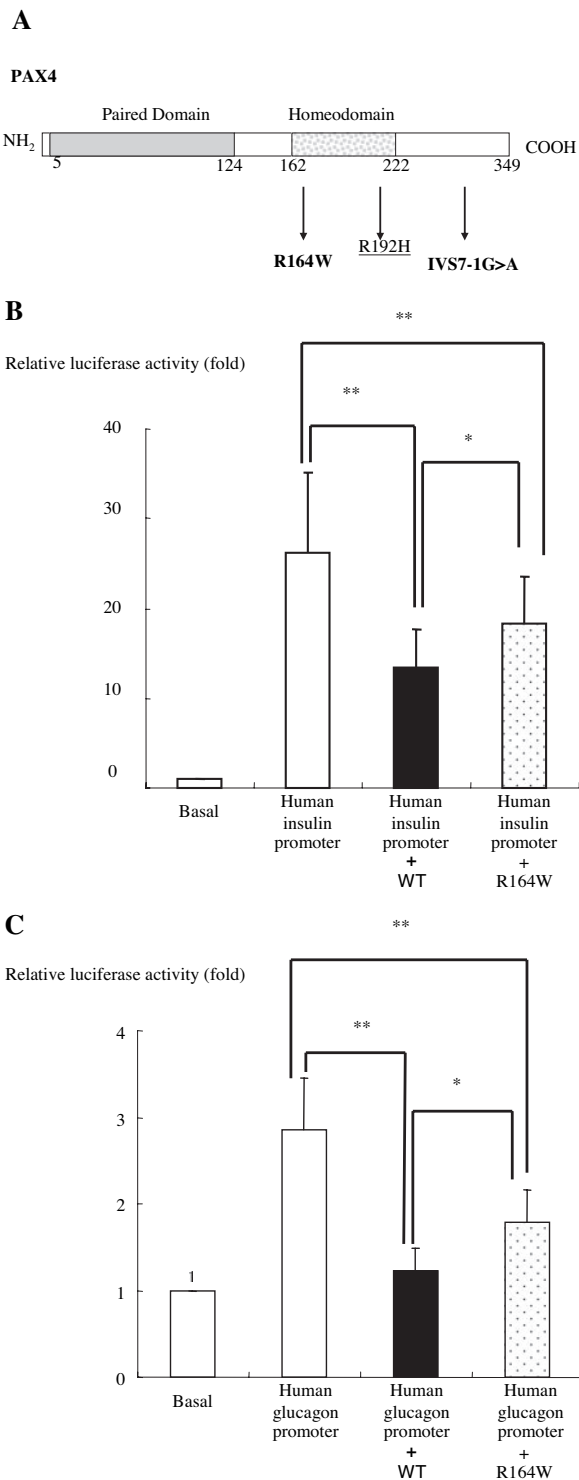 A
PAX4
Paired Domain Homeodomain
NH2 COOH
5 124 162 222 349
R164W R192H IVS7-1G>A
B
**
Relative luciferase activity (fold)
**
*
40
30
20
10
0
Basal
Human insulin promoter
Human insulin promoter + WT
Human insulin promoter + R164W
C
**
Relative luciferase activity (fold)
**
*
4
3
2
1
1
0
Basal
Human glucagon promoter
Human glucagon promoter + WT
Human glucagon promoter + R164W